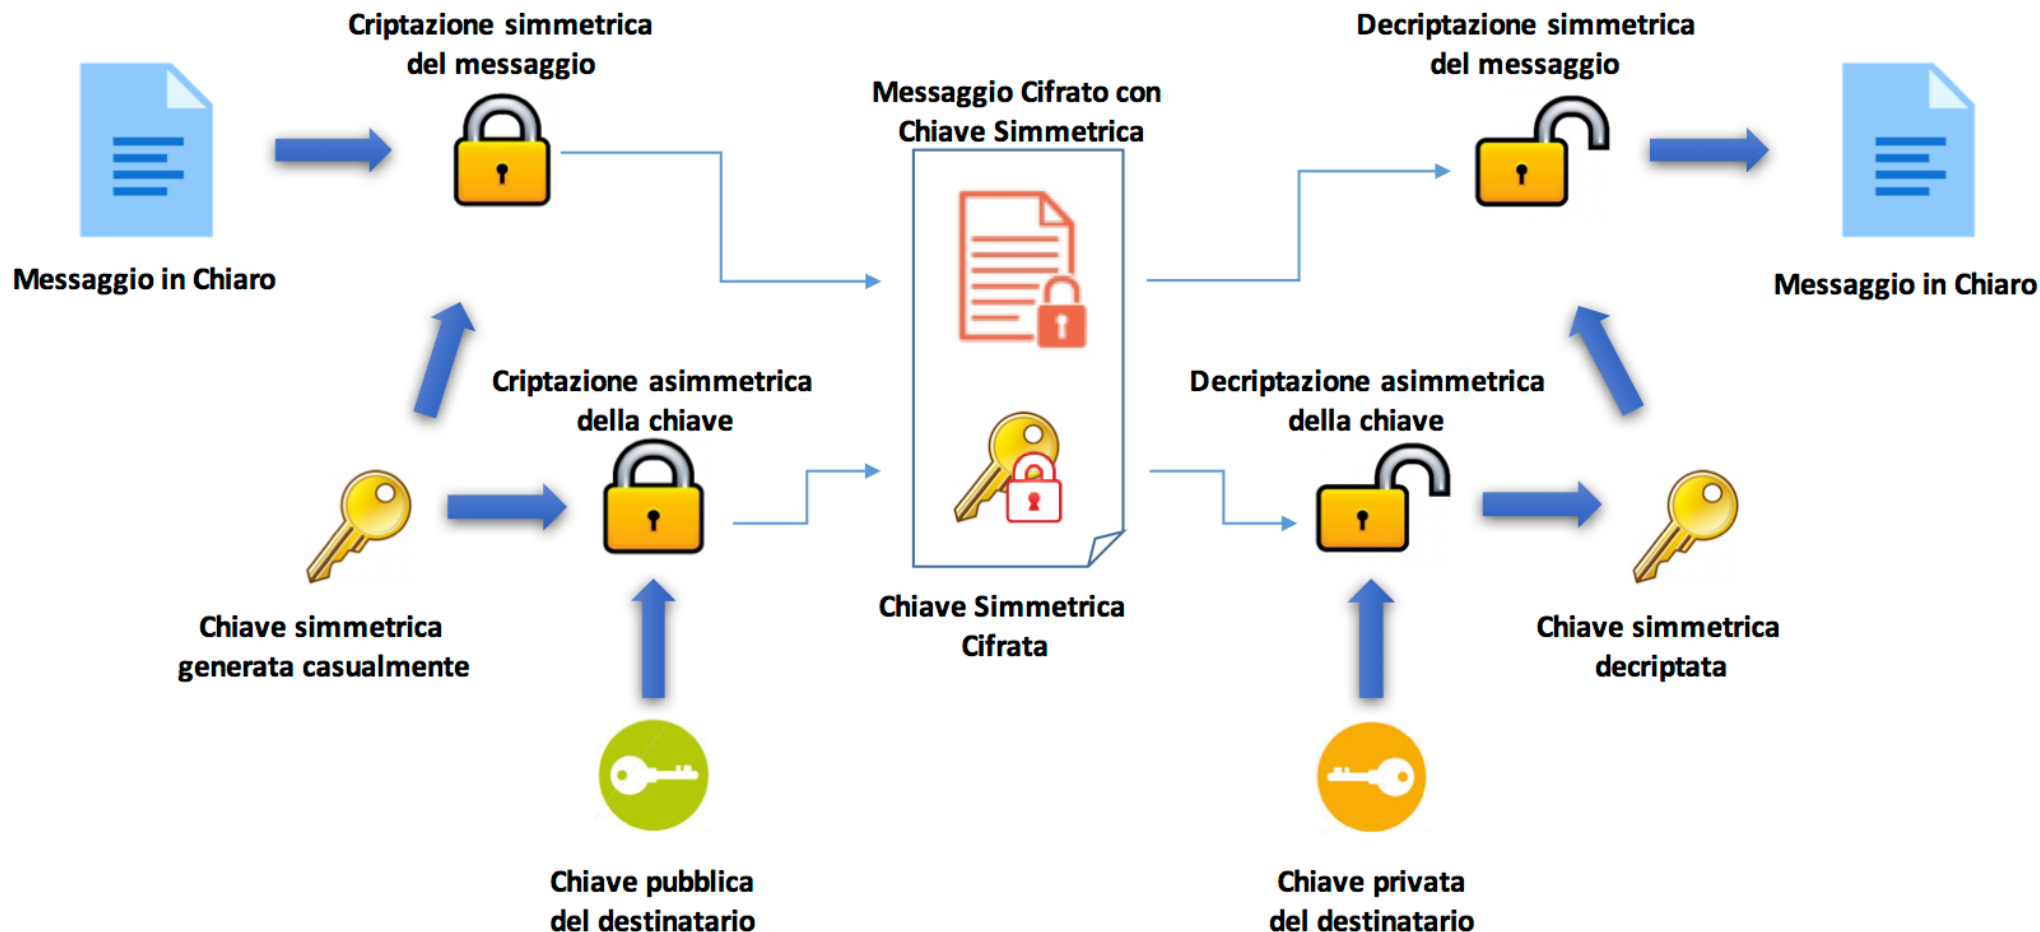 Criptazione simmetrica
del messaggio
Decriptazione simmetrica
del messaggio
Messaggio Cifrato con
Chiave Simmetrica
Messaggio in Chiaro
Messaggio in Chiaro
Criptazione asimmetrica
della chiave
Decriptazione asimmetrica
della chiave
Chiave simmetrica
generata casualmente
Chiave Simmetrica
Cifrata
Chiave simmetrica
decriptata
Chiave pubblica
del destinatario
Chiave privata
del destinatario